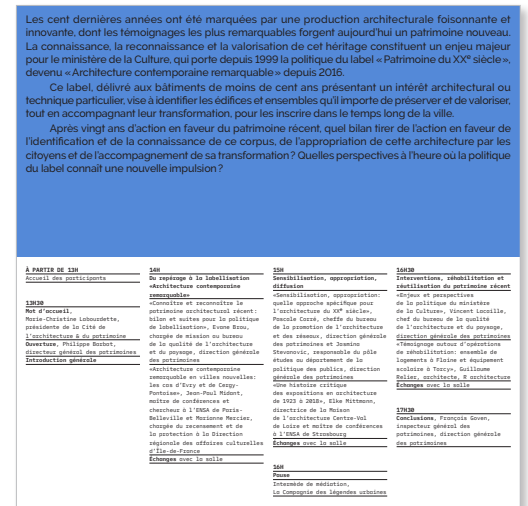 Les cent dernières années ont été marquées par une production architecturale foisonnante et
innovante, dont les témoignages les plus remarquables forgent aujourd'hui un patrimoine nouveau.
La connaissance, la reconnaissance et la valorisation de cet héritage constituent un enjeu majeur
pour le ministère de la Culture, qui porte depuis 1999 la politique du label « Patrimoine du XXe siècle »,
devenu « Architecture contemporaine remarquable » depuis 2016.
Ce label, délivré aux bâtiments de moins de cent ans présentant un intérêt architectural ou
technique particulier, vise à identifier les édifices et ensembles qu'il importe de préserver et de valoriser,
tout en accompagnant leur transformation, pour les inscrire dans le temps long de la ville.
Après vingt ans d'action en faveur du patrimoine récent, quel bilan tirer de l'action en faveur de
l'identification et de la connaissance de ce corpus, de l'appropriation de cette architecture par les
citoyens et de l'accompagnement de sa transformation ? Quelles perspectives à l'heure où la politique
du label connait une nouvelle impulsion ?
À PARTIR DE 13H
Accueil des participants
13H30
Mot d'accueil,
Marie-Christine Labourdette,
présidente de la Cité de
l'architecture & du patrimoine
Ouverture, Philippe Barbat,
directeur général des patrimoines
Introduction générale
14H
Du repérage à la labellisation
«Architecture contemporaine
remarquable»
«Connaître et reconnaître le
patrimoine architectural récent:
bilan et suites pour la politique
de labellisation», Evone Brau,
chargée de mission au bureau
de la qualité de l'architecture
et du paysage, direction générale
des patrimoines
«Architecture contemporaine
remarquable en villes nouvelles:
les cas d'Evry et de Cergy-
Pontoise», Jean-Paul Midant,
maître de conférences et
chercheur à l'ENSA de Paris-
Belleville et Marianne Mercier,
chargée du recensement et de
la protection à la Direction
régionale des affaires culturelles
d'Île-de-France
Échanges avec la salle
15H
Sensibilisation, appropriation,
diffusion
«Sensibilisation, appropriation:
quelle approche spécifique pour
l'architecture du XXe siècle»,
Pascale Carzé, cheffe du bureau
de la promotion de l'architecture
et des réseaux, direction générale
des patrimoines et Jasmina
Stevanovic, responsable du pôle
études au département de la
politique des publics, direction
générale des patrimoines
«Une histoire critique
des expositions en architecture
de 1923 à 2018», Elke Mittmann,
directrice de la Maison
de l'architecture Centre-Val
de Loire et maître de conférences
à l'ENSA de Strasbourg
Échanges avec la salle
16H
Pause
Intermède de médiation,
La Compagnie des légendes urbaines
16H30
Interventions, réhabilitation et
réutilisation du patrimoine récent
«Enjeux et perspectives
de la politique du ministère
de la Culture», Vincent Lacaille,
chef du bureau de la qualité
de l'architecture et du paysage,
direction générale des patrimoines
«Témoignage autour d'opérations
de réhabilitation: ensemble de
logements à Flaine et équipement
scolaire à Tarcy», Guillaume
Relier, architecte, R architecture
Échanges avec la salle
17H30
Conclusions, François Goven,
inspecteur général des
patrimoines, direction générale
des patrimoines